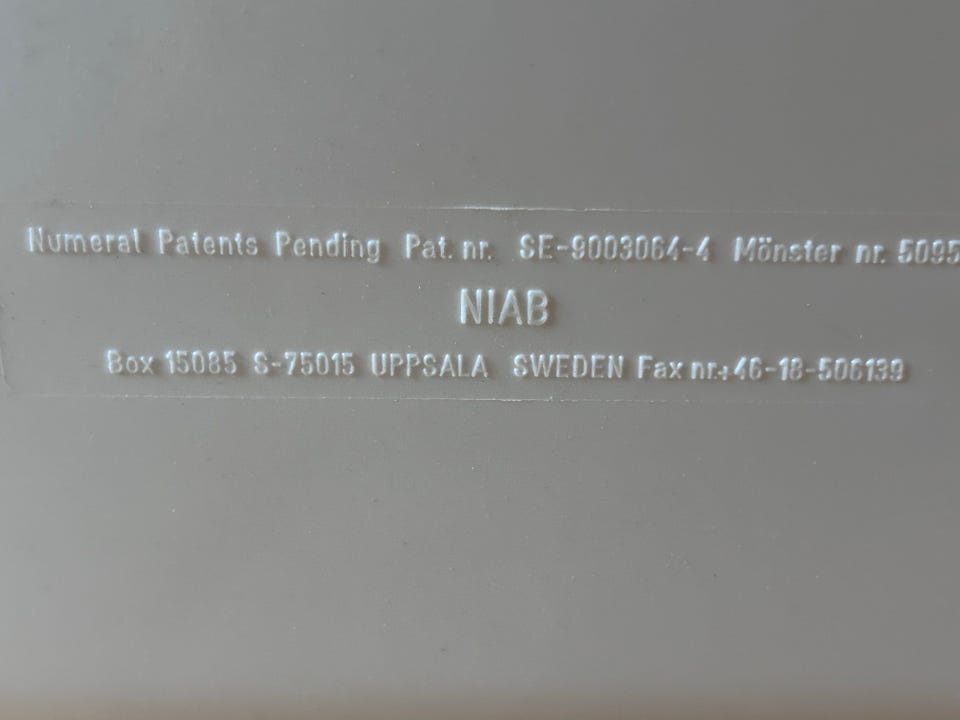 Numeral Patents Pending Pat. nr. SE-9003064-4 Mönster nr. 5095
NIAB
Box 15085 S-75015 UPPSALA SWEDEN Fax nr.:46-18-506139